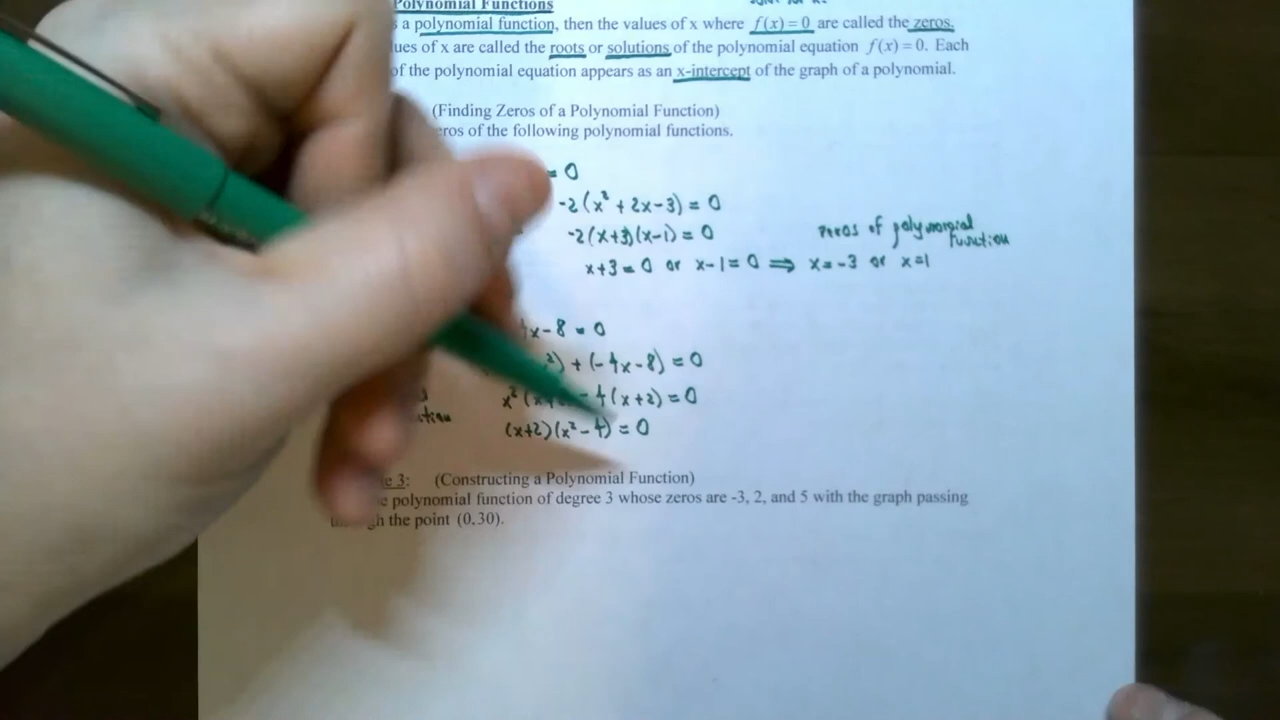 Polynomial Functions
a polynomial function, then the values of x where f(x) = 0 are called the zeros.
ues of x are called the roots or solutions of the polynomial equation f(x) = 0. Each
of the polynomial equation appears as an x-intercept of the graph of a polynomial.
(Finding Zeros of a Polynomial Function)
eros of the following polynomial functions.
= 0
-2(x² + 2x - 3) = 0
-2(x+3)(x-1) = 0
zeros of polynomial
function
x+3 = 0 or x-1 = 0 ⟹ x = -3 or x = 1
4x - 8 = 0
²) + (-4x - 8) = 0
x² (x - 4(x+2) = 0
ction
(x+2)(x² - 4) = 0
e 3: (Constructing a Polynomial Function)
e polynomial function of degree 3 whose zeros are -3, 2, and 5 with the graph passing
h the point (0,30).